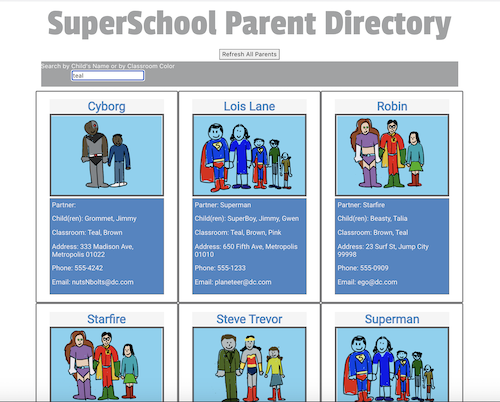 SuperSchool Parent Directory
Refresh All Parents
Search by Child's Name or by Classroom Color
teal
Cyborg
Partner:
Child(ren): Grommet, Jimmy
Classroom: Teal, Brown
Address: 333 Madison Ave,
Metropolis 01022
Phone: 555-4242
Email: nutsNbolts@dc.com
Lois Lane
Partner: Superman
Child(ren): SuperBoy, Jimmy, Gwen
Classroom: Teal, Brown, Pink
Address: 650 Fifth Ave, Metropolis
01010
Phone: 555-1233
Email: planeteer@dc.com
Robin
Partner: Starfire
Child(ren): Beasty, Talia
Classroom: Brown, Teal
Address: 23 Surf St, Jump City
99998
Phone: 555-0909
Email: ego@dc.com
Starfire
Steve Trevor
Superman